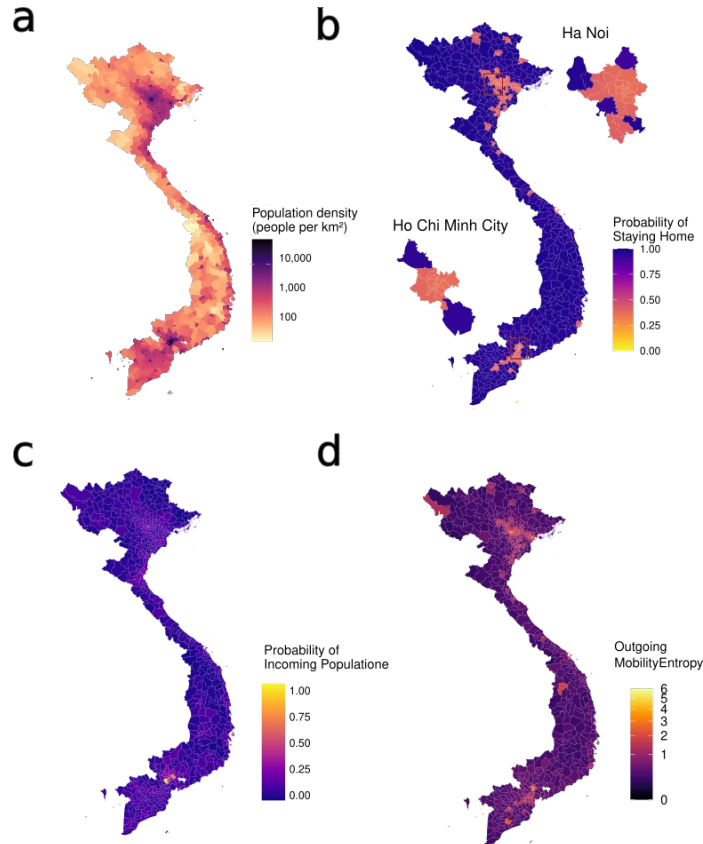 a
Population density
(people per km²)
10,000
1,000
100
b
Ha Noi
Ho Chi Minh City
Probability of
Staying Home
1.00
0.75
0.50
0.25
0.00
c
Probability of
Incoming Populatione
1.00
0.75
0.50
0.25
0.00
d
Outgoing
MobilityEntropy
6
5
4
3
2
1
0